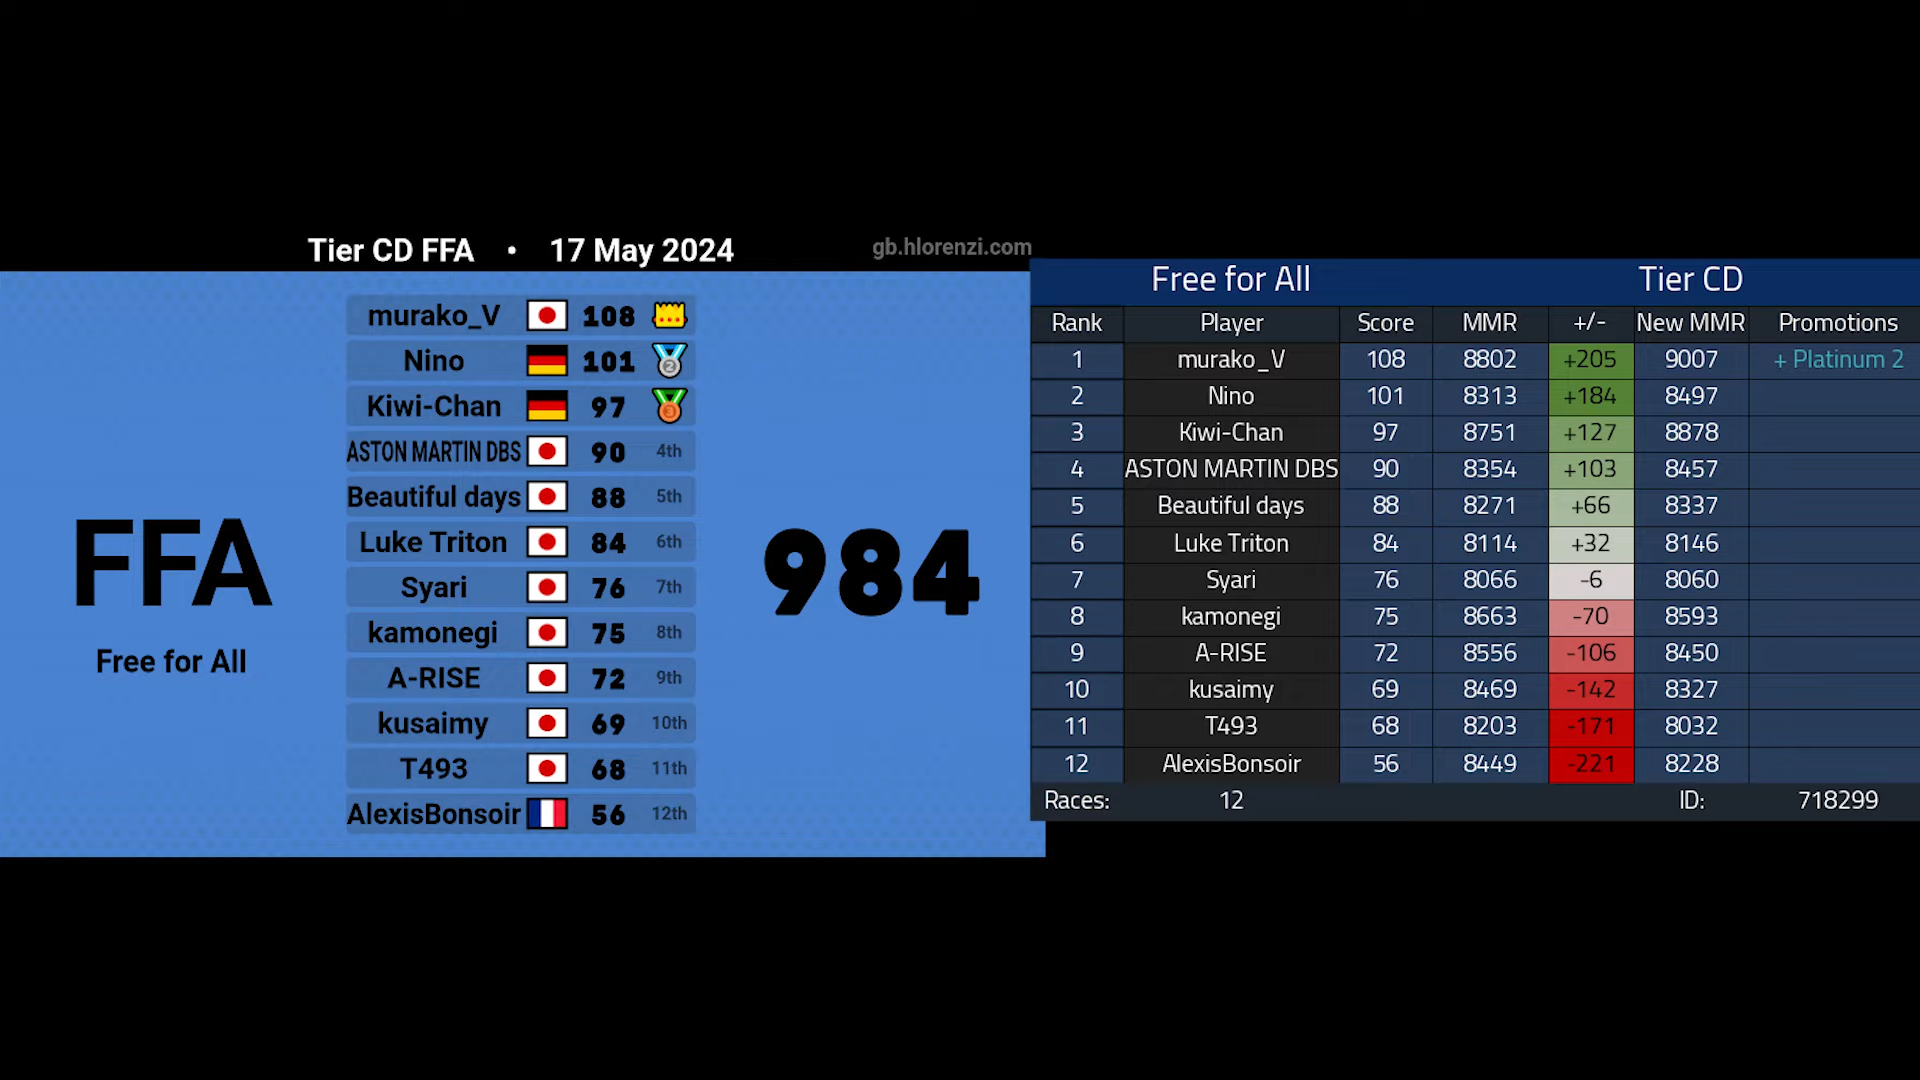 Tier CD FFA • 17 May 2024
gb.hlorenzi.com
FFA
Free for All
murako_V 108
Nino 101 2
Kiwi-Chan 97 3
ASTON MARTIN DBS 90 4th
Beautiful days 88 5th
Luke Triton 84 6th
Syari 76 7th
kamonegi 75 8th
A-RISE 72 9th
kusaimy 69 10th
T493 68 11th
AlexisBonsoir 56 12th
984
Free for All Tier CD
Rank Player Score MMR +/- New MMR Promotions
1 murako_V 108 8802 +205 9007 + Platinum 2
2 Nino 101 8313 +184 8497
3 Kiwi-Chan 97 8751 +127 8878
4 ASTON MARTIN DBS 90 8354 +103 8457
5 Beautiful days 88 8271 +66 8337
6 Luke Triton 84 8114 +32 8146
7 Syari 76 8066 -6 8060
8 kamonegi 75 8663 -70 8593
9 A-RISE 72 8556 -106 8450
10 kusaimy 69 8469 -142 8327
11 T493 68 8203 -171 8032
12 AlexisBonsoir 56 8449 -221 8228
Races: 12 ID: 718299